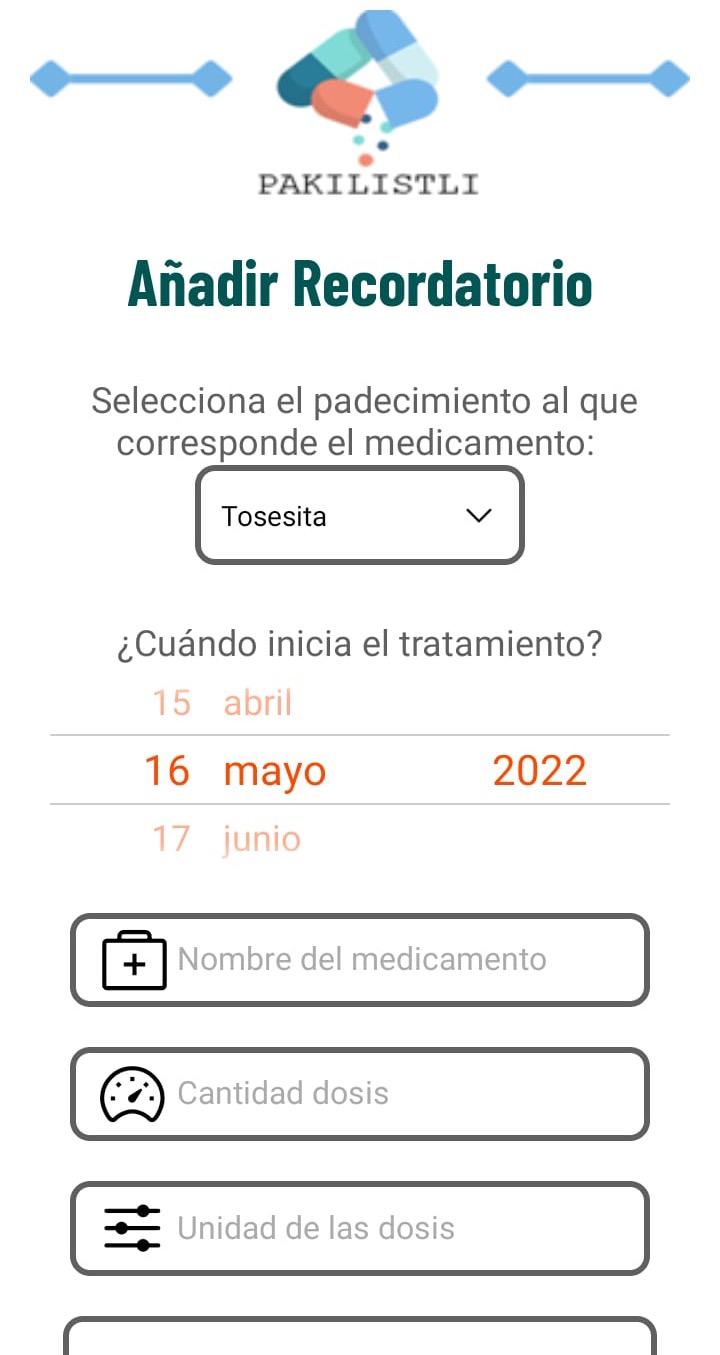 PAKILISTLI
Añadir Recordatorio
Selecciona el padecimiento al que
corresponde el medicamento:
Tosesita
¿Cuándo inicia el tratamiento?
15 abril
16 mayo 2022
17 junio
Nombre del medicamento
Cantidad dosis
Unidad de las dosis